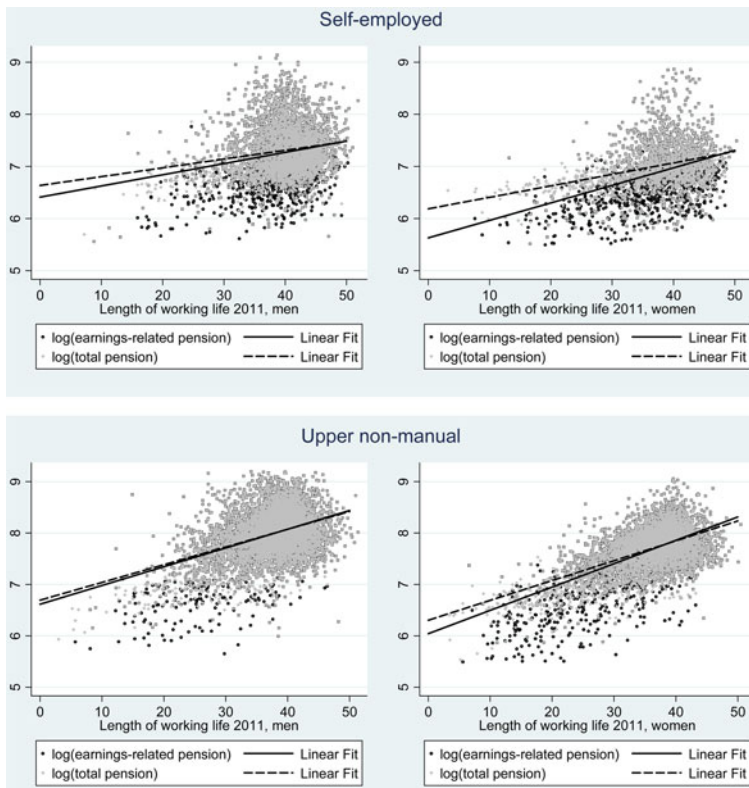 Self-employed
9
8
7
6
5
0 10 20 30 40 50
Length of working life 2011, men
log(earnings-related pension) Linear Fit
log(total pension) Linear Fit
9
8
7
6
5
0 10 20 30 40 50
Length of working life 2011, women
log(earnings-related pension) Linear Fit
log(total pension) Linear Fit
Upper non-manual
9
8
7
6
5
0 10 20 30 40 50
Length of working life 2011, men
log(earnings-related pension) Linear Fit
log(total pension) Linear Fit
9
8
7
6
5
0 10 20 30 40 50
Length of working life 2011, women
log(earnings-related pension) Linear Fit
log(total pension) Linear Fit